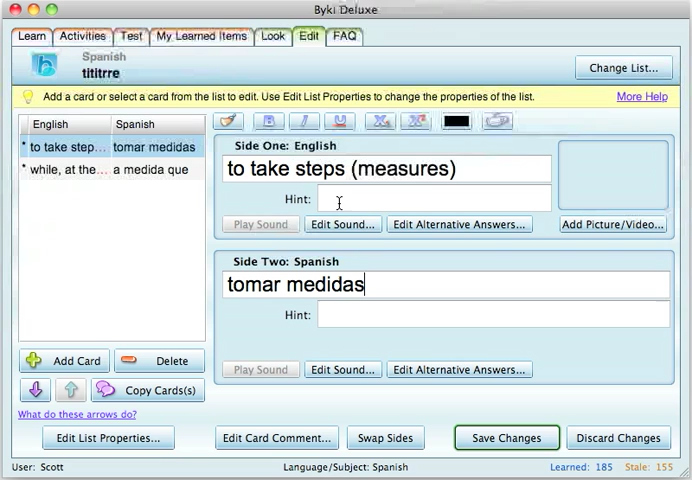 Byki Deluxe
Learn Activities Test My Learned Items Look Edit FAQ
Spanish
tititrre
Change List...
Add a card or select a card from the list to edit. Use Edit List Properties to change the properties of the list.
More Help
English Spanish
to take step... tomar medidas
while, at the... a medida que
Side One: English
to take steps (measures)
Hint:
Play Sound Edit Sound... Edit Alternative Answers... Add Picture/Video...
Side Two: Spanish
tomar medidas
Hint:
Play Sound Edit Sound... Edit Alternative Answers...
Add Card Delete
Copy Cards(s)
What do these arrows do?
Edit List Properties... Edit Card Comment... Swap Sides Save Changes Discard Changes
User: Scott Language/Subject: Spanish Learned: 185 Stale: 155